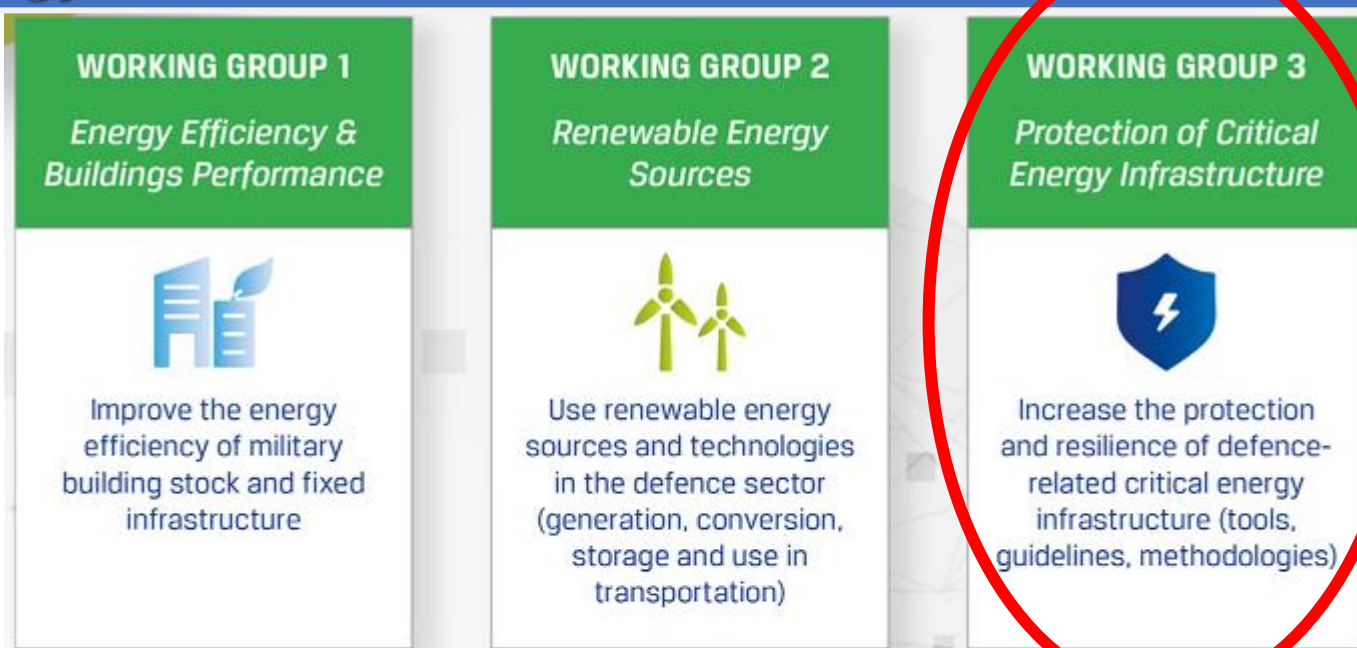 gy
WORKING GROUP 1
Energy Efficiency &
Buildings Performance
Improve the energy
efficiency of military
building stock and fixed
infrastructure
WORKING GROUP 2
Renewable Energy
Sources
Use renewable energy
sources and technologies
in the defence sector
(generation, conversion,
storage and use in
transportation)
WORKING GROUP 3
Protection of Critical
Energy Infrastructure
Increase the protection
and resilience of defence-
related critical energy
infrastructure (tools,
guidelines, methodologies)